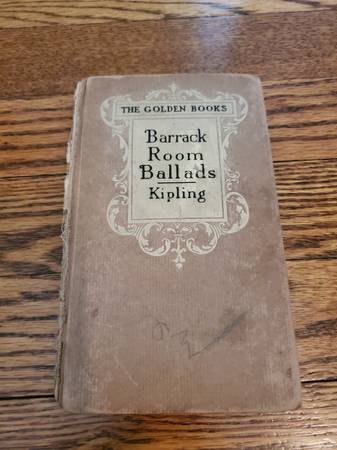 THE GOLDEN BOOKS
Barrack
Room
Ballads
Kipling